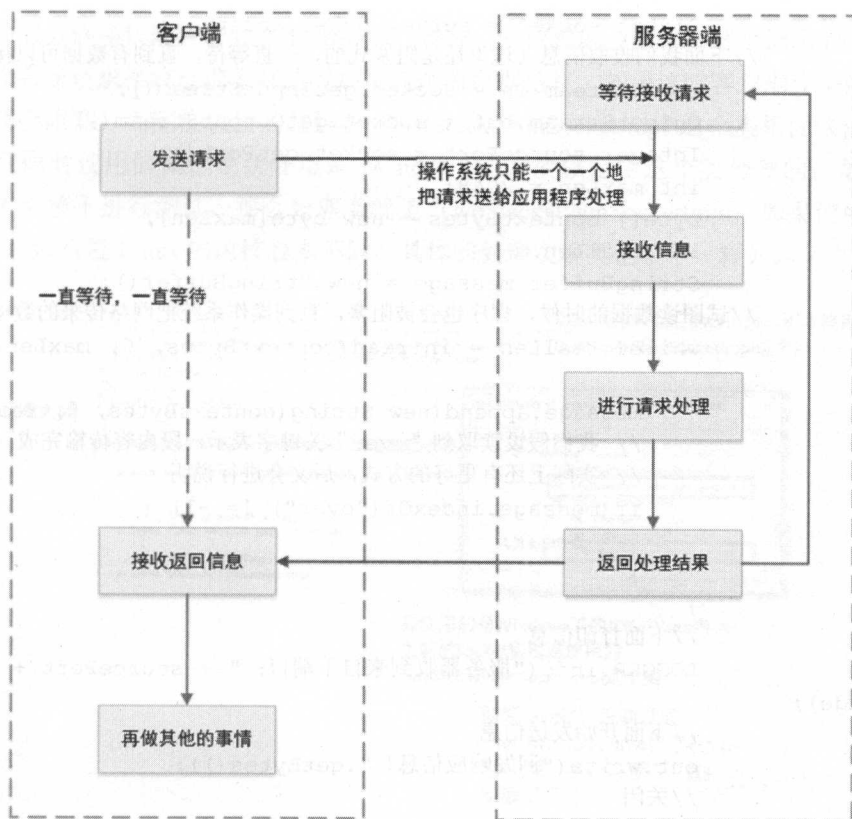 客户端
服务器端
等待接收请求
发送请求
操作系统只能一个一个地
把请求送给应用程序处理
接收信息
一直等待，一直等待
进行请求处理
接收返回信息
返回处理结果
再做其他的事情